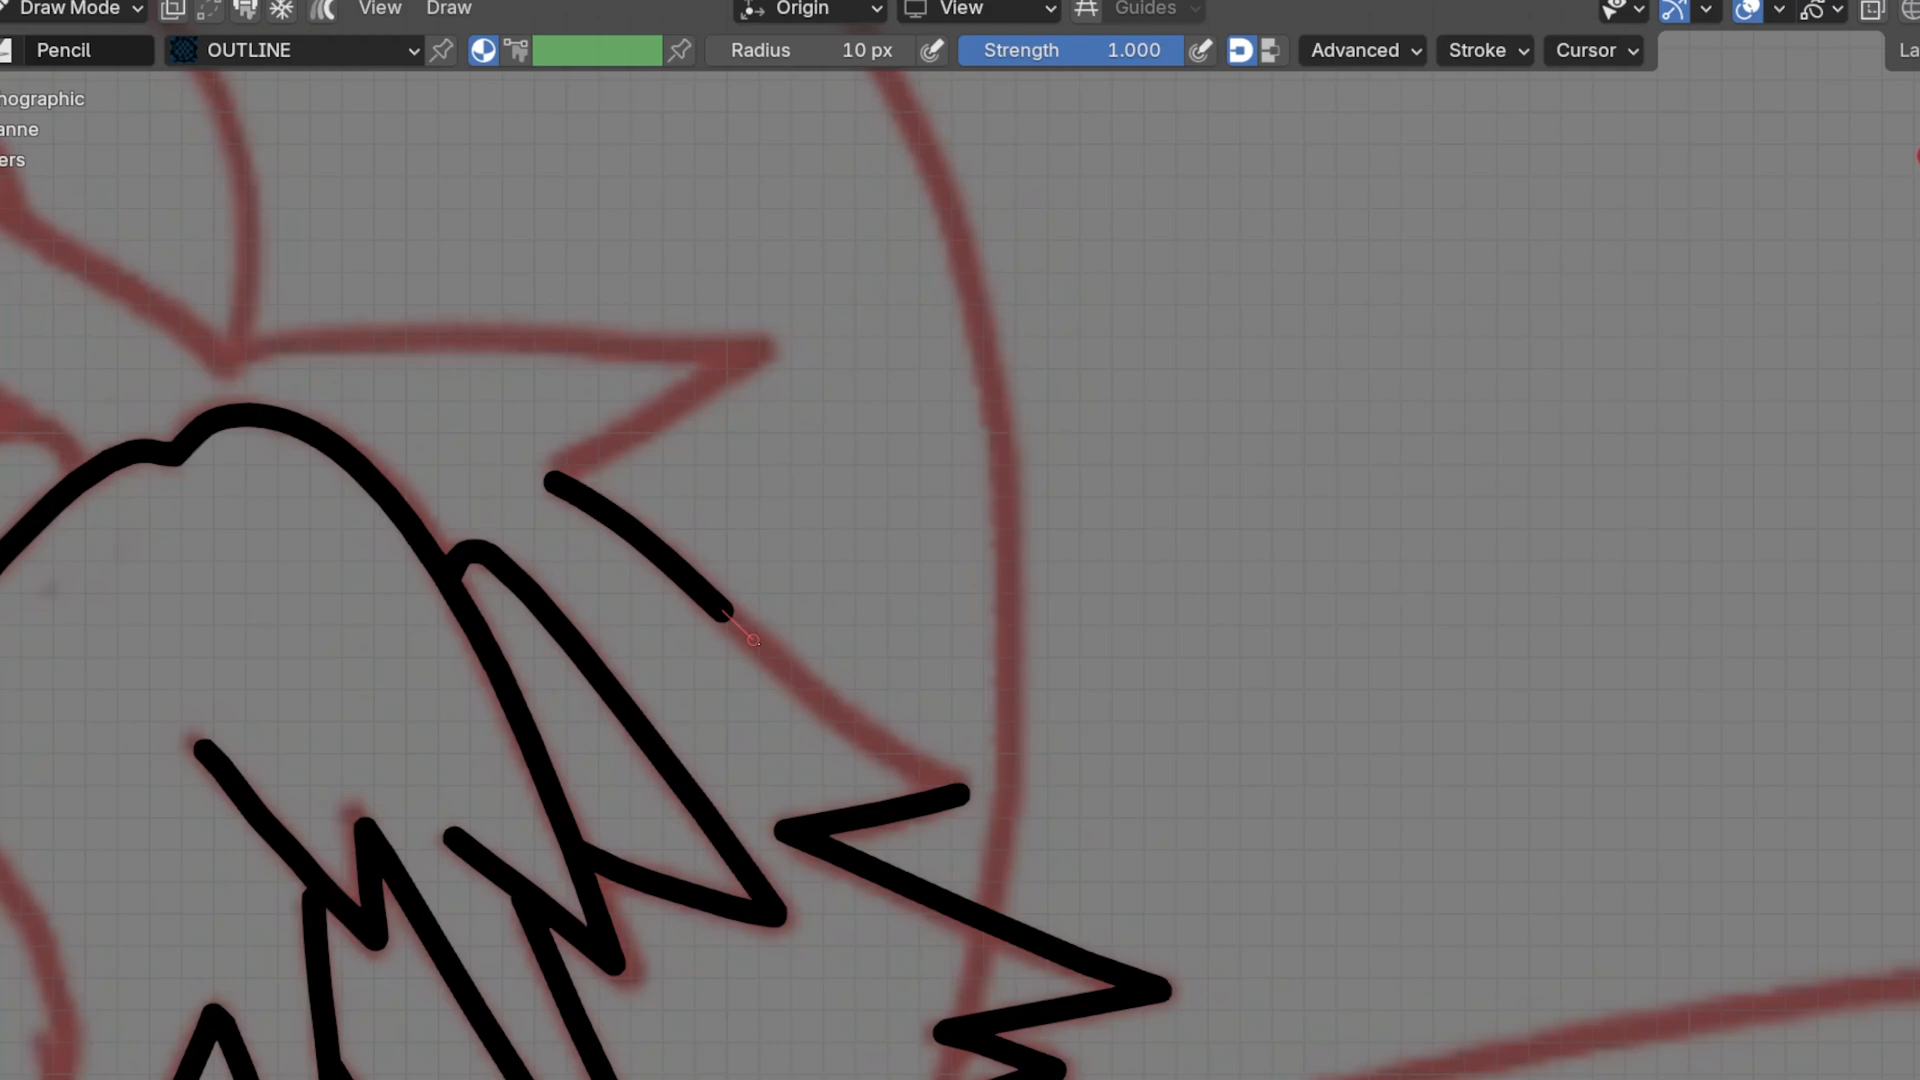 Draw Mode View Draw Origin View Guides
Pencil OUTLINE Radius 10 px Strength 1.000 Advanced Stroke Cursor La
nographic
anne
ers